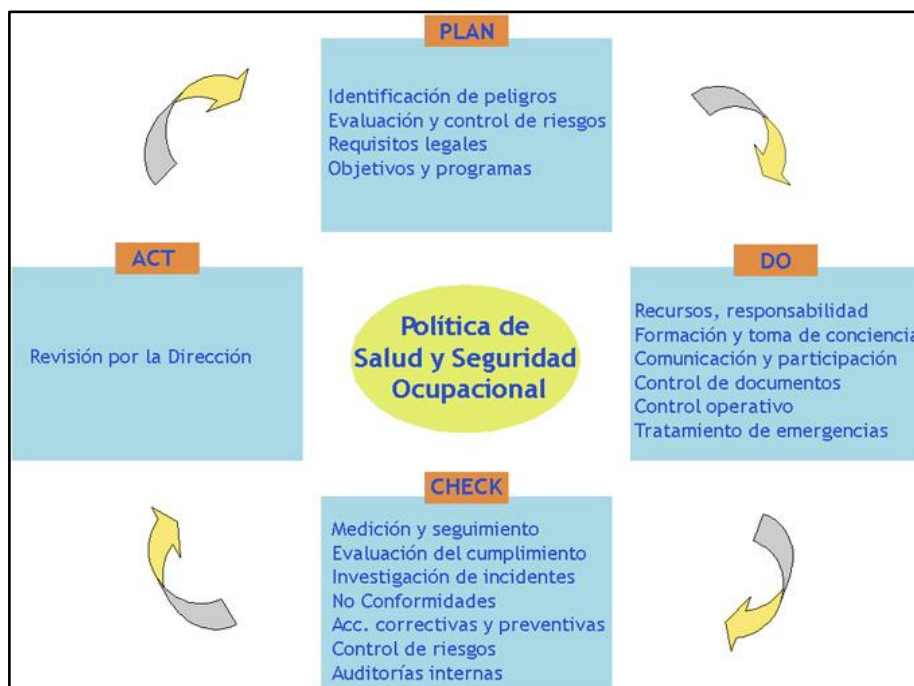 PLAN
Identificación de peligros
Evaluación y control de riesgos
Requisitos legales
Objetivos y programas
ACT
Revisión por la Dirección
Política de
Salud y Seguridad
Ocupacional
DO
Recursos, responsabilidad
Formación y toma de conciencia
Comunicación y participación
Control de documentos
Control operativo
Tratamiento de emergencias
CHECK
Medición y seguimiento
Evaluación del cumplimiento
Investigación de incidentes
No Conformidades
Acc. correctivas y preventivas
Control de riesgos
Auditorías internas